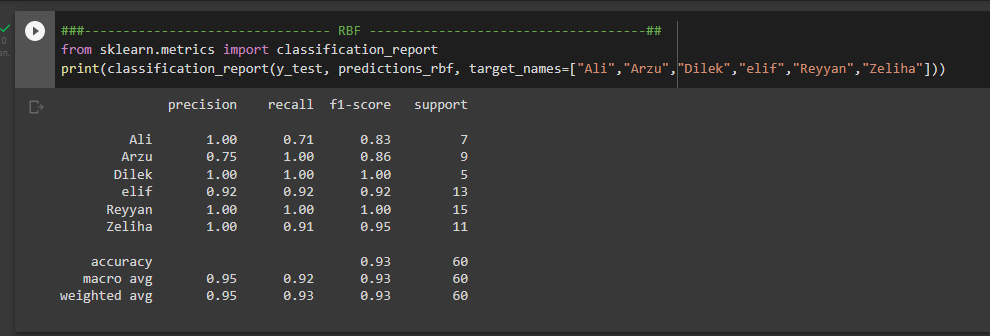 ###-------------------------------- RBF ------------------------------------##
from sklearn.metrics import classification_report
print(classification_report(y_test, predictions_rbf, target_names=["Ali","Arzu","Dilek","elif","Reyyan","Zeliha"]))
precision recall f1-score support
Ali 1.00 0.71 0.83 7
Arzu 0.75 1.00 0.86 9
Dilek 1.00 1.00 1.00 5
elif 0.92 0.92 0.92 13
Reyyan 1.00 1.00 1.00 15
Zeliha 1.00 0.91 0.95 11
accuracy 0.93 60
macro avg 0.95 0.92 0.93 60
weighted avg 0.95 0.93 0.93 60